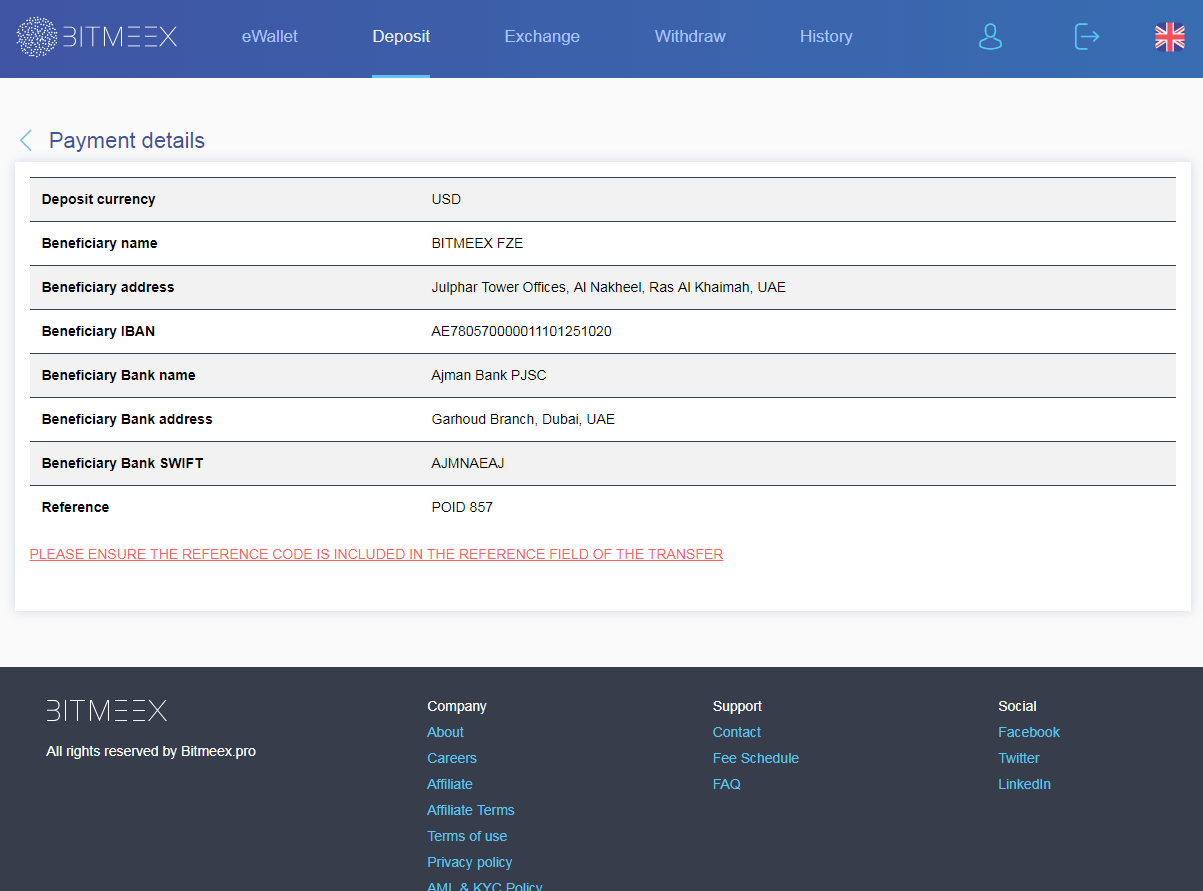 BITMEEX eWallet Deposit Exchange Withdraw History
Payment details
Deposit currency USD
Beneficiary name BITMEEX FZE
Beneficiary address Julphar Tower Offices, Al Nakheel, Ras Al Khaimah, UAE
Beneficiary IBAN AE780570000011101251020
Beneficiary Bank name Ajman Bank PJSC
Beneficiary Bank address Garhoud Branch, Dubai, UAE
Beneficiary Bank SWIFT AJMNAEAJ
Reference POID 857
PLEASE ENSURE THE REFERENCE CODE IS INCLUDED IN THE REFERENCE FIELD OF THE TRANSFER
BITMEEX
All rights reserved by Bitmeex.pro
Company
About
Careers
Affiliate
Affiliate Terms
Terms of use
Privacy policy
AML & KYC Policy
Support
Contact
Fee Schedule
FAQ
Social
Facebook
Twitter
LinkedIn